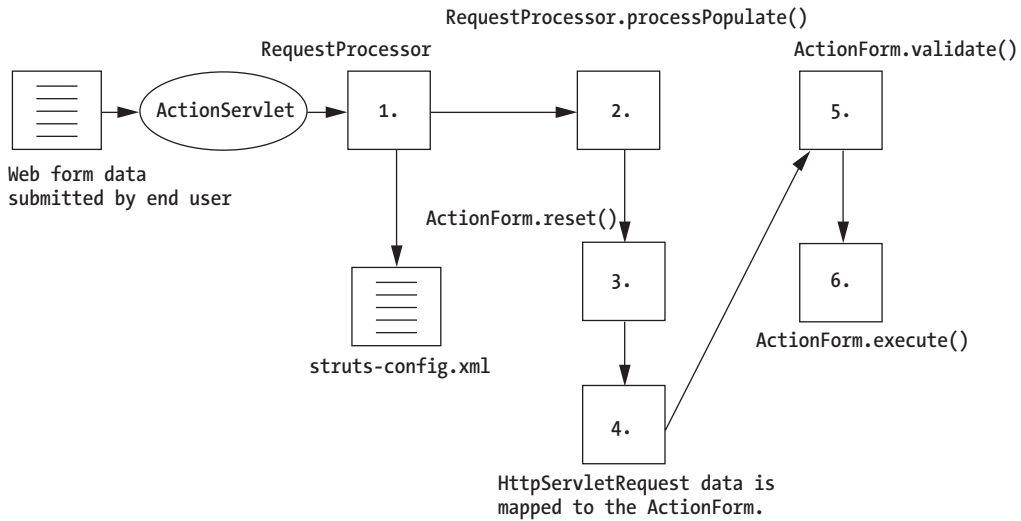 RequestProcessor.processPopulate()
RequestProcessor
ActionForm.validate()
ActionServlet
1.
2.
5.
Web form data
submitted by end user
ActionForm.reset()
3.
6.
ActionForm.execute()
struts-config.xml
4.
HttpServletRequest data is
mapped to the ActionForm.